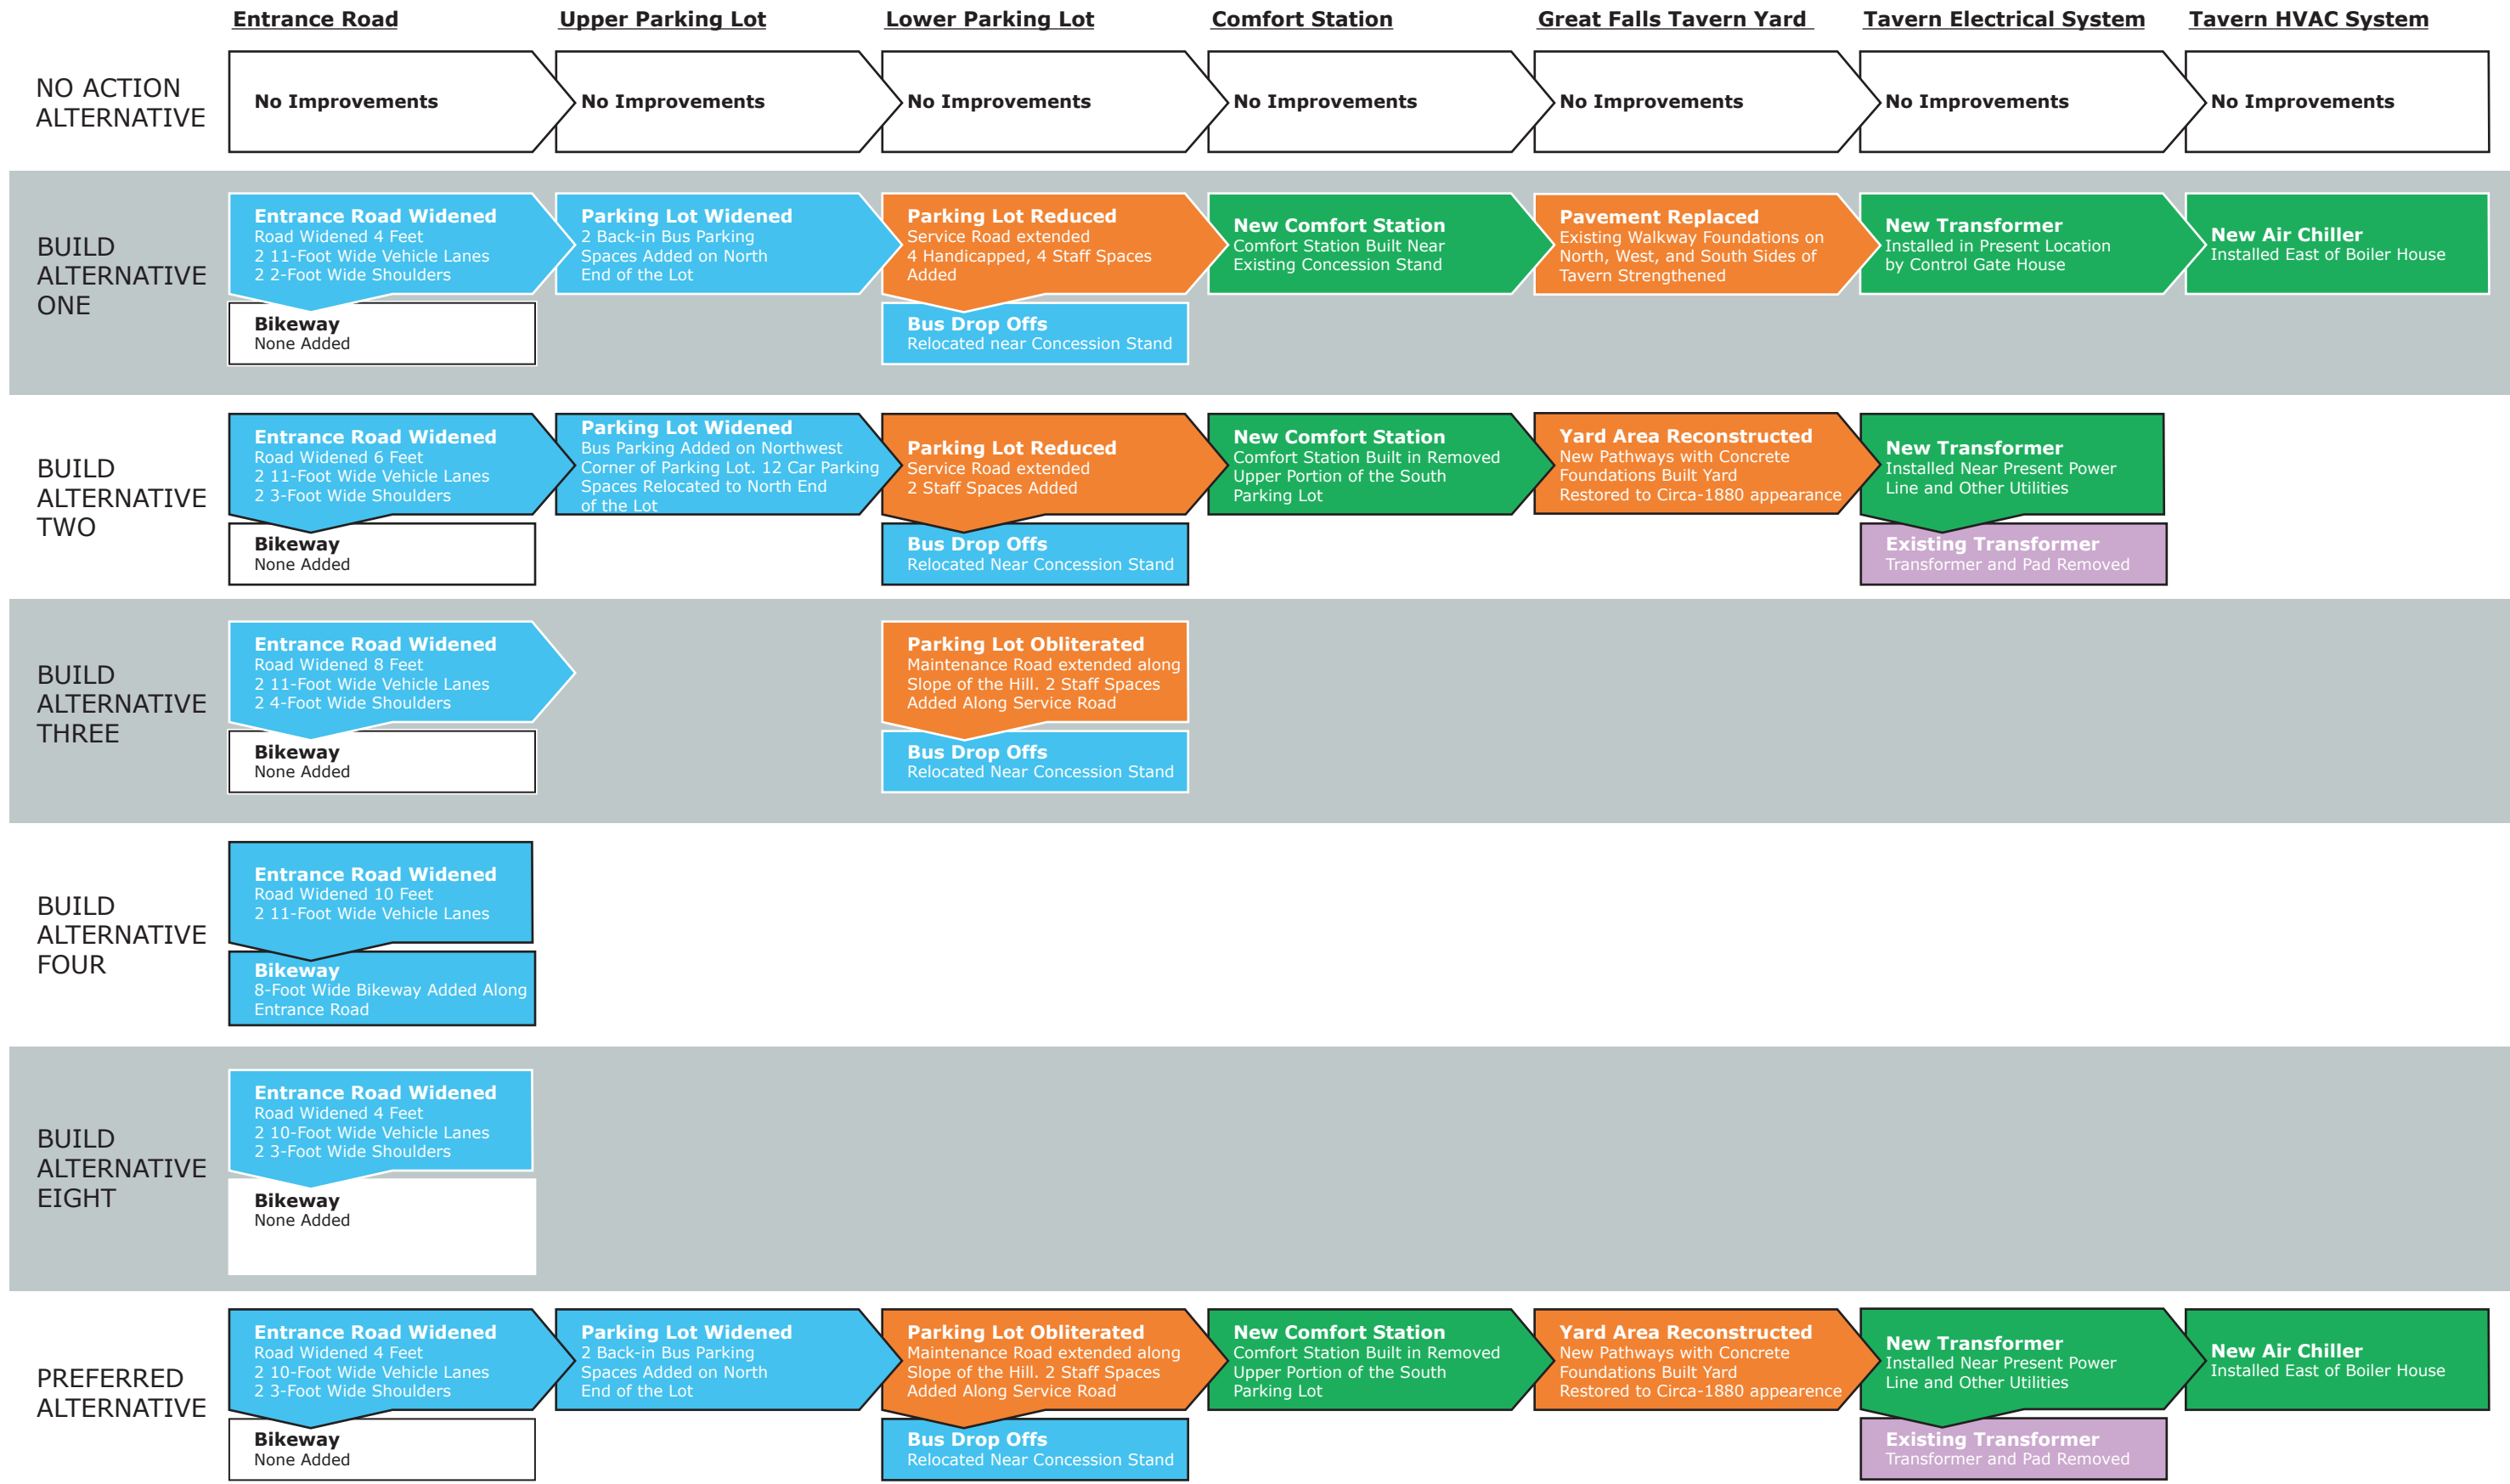 Entrance Road
Upper Parking Lot
Lower Parking Lot
Comfort Station
Great Falls Tavern Yard
Tavern Electrical System
Tavern HVAC System
NO ACTION
ALTERNATIVE
No Improvements
No Improvements
No Improvements
No Improvements
No Improvements
No Improvements
No Improvements
BUILD
ALTERNATIVE
ONE
Entrance Road Widened
Road Widened 4 Feet
2 11-Foot Wide Vehicle Lanes
2 2-Foot Wide Shoulders
Bikeway
None Added
Parking Lot Widened
2 Back-in Bus Parking
Spaces Added on North
End of the Lot
Parking Lot Reduced
Service Road extended
4 Handicapped, 4 Staff Spaces
Added
Bus Drop Offs
Relocated near Concession Stand
New Comfort Station
Comfort Station Built Near
Existing Concession Stand
Pavement Replaced
Existing Walkway Foundations on
North, West, and South Sides of
Tavern Strengthened
New Transformer
Installed in Present Location
by Control Gate House
New Air Chiller
Installed East of Boiler House
BUILD
ALTERNATIVE
TWO
Entrance Road Widened
Road Widened 6 Feet
2 11-Foot Wide Vehicle Lanes
2 3-Foot Wide Shoulders
Bikeway
None Added
Parking Lot Widened
Bus Parking Added on Northwest
Corner of Parking Lot. 12 Car Parking
Spaces Relocated to North End
of the Lot
Parking Lot Reduced
Service Road extended
2 Staff Spaces Added
Bus Drop Offs
Relocated Near Concession Stand
New Comfort Station
Comfort Station Built in Removed
Upper Portion of the South
Parking Lot
Yard Area Reconstructed
New Pathways with Concrete
Foundations Built Yard
Restored to Circa-1880 appearance
New Transformer
Installed Near Present Power
Line and Other Utilities
Existing Transformer
Transformer and Pad Removed
BUILD
ALTERNATIVE
THREE
Entrance Road Widened
Road Widened 8 Feet
2 11-Foot Wide Vehicle Lanes
2 4-Foot Wide Shoulders
Bikeway
None Added
Parking Lot Obliterated
Maintenance Road extended along
Slope of the Hill. 2 Staff Spaces
Added Along Service Road
Bus Drop Offs
Relocated Near Concession Stand
BUILD
ALTERNATIVE
FOUR
Entrance Road Widened
Road Widened 10 Feet
2 11-Foot Wide Vehicle Lanes
Bikeway
8-Foot Wide Bikeway Added Along
Entrance Road
BUILD
ALTERNATIVE
EIGHT
Entrance Road Widened
Road Widened 4 Feet
2 10-Foot Wide Vehicle Lanes
2 3-Foot Wide Shoulders
Bikeway
None Added
PREFERRED
ALTERNATIVE
Entrance Road Widened
Road Widened 4 Feet
2 10-Foot Wide Vehicle Lanes
2 3-Foot Wide Shoulders
Bikeway
None Added
Parking Lot Widened
2 Back-in Bus Parking
Spaces Added on North
End of the Lot
Parking Lot Obliterated
Maintenance Road extended along
Slope of the Hill. 2 Staff Spaces
Added Along Service Road
Bus Drop Offs
Relocated Near Concession Stand
New Comfort Station
Comfort Station Built in Removed
Upper Portion of the South
Parking Lot
Yard Area Reconstructed
New Pathways with Concrete
Foundations Built Yard
Restored to Circa-1880 appearence
New Transformer
Installed Near Present Power
Line and Other Utilities
Existing Transformer
Transformer and Pad Removed
New Air Chiller
Installed East of Boiler House